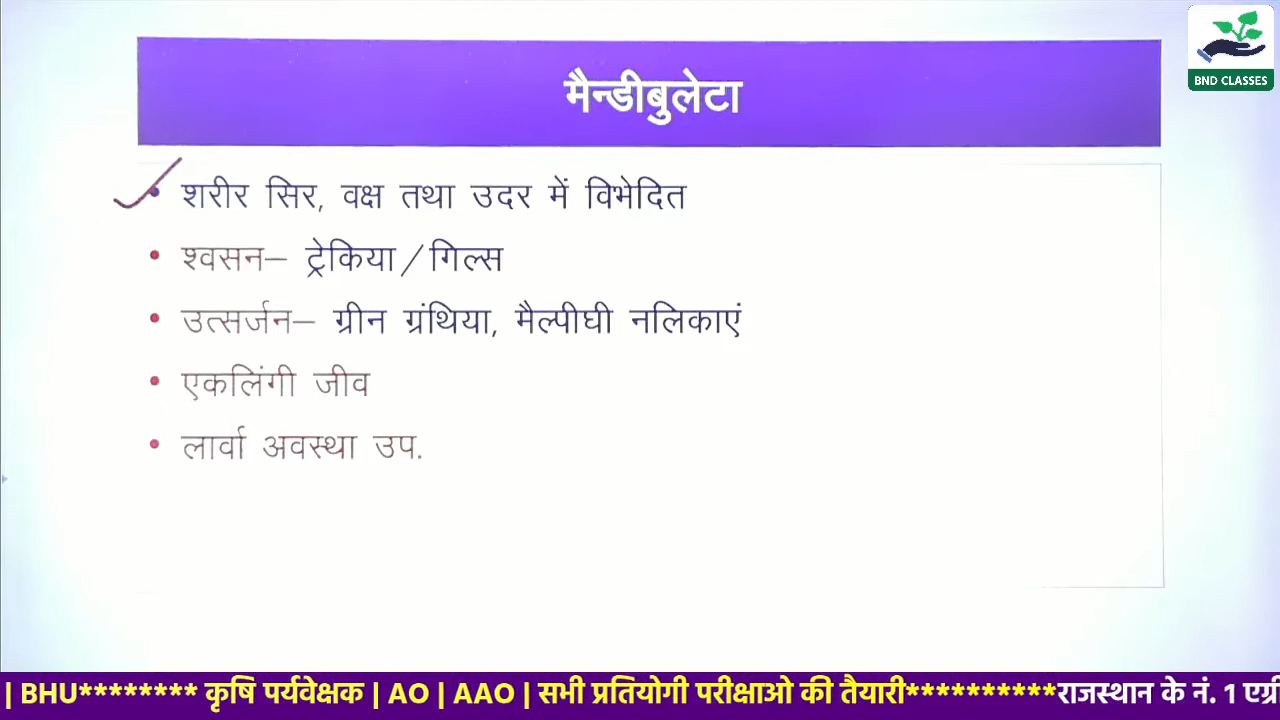 BND CLASSES
मैन्डीबुलेटा
• शरीर सिर, वक्ष तथा उदर में विभेदित
• श्वसन– ट्रेकिया/गिल्स
• उत्सर्जन– ग्रीन ग्रंथिया, मैल्पीघी नलिकाएं
• एकलिंगी जीव
• लार्वा अवस्था उप.
| BHU******** कृषि पर्यवेक्षक | AO | AAO | सभी प्रतियोगी परीक्षाओ की तैयारी**********राजस्थान के नं. 1 एग्री